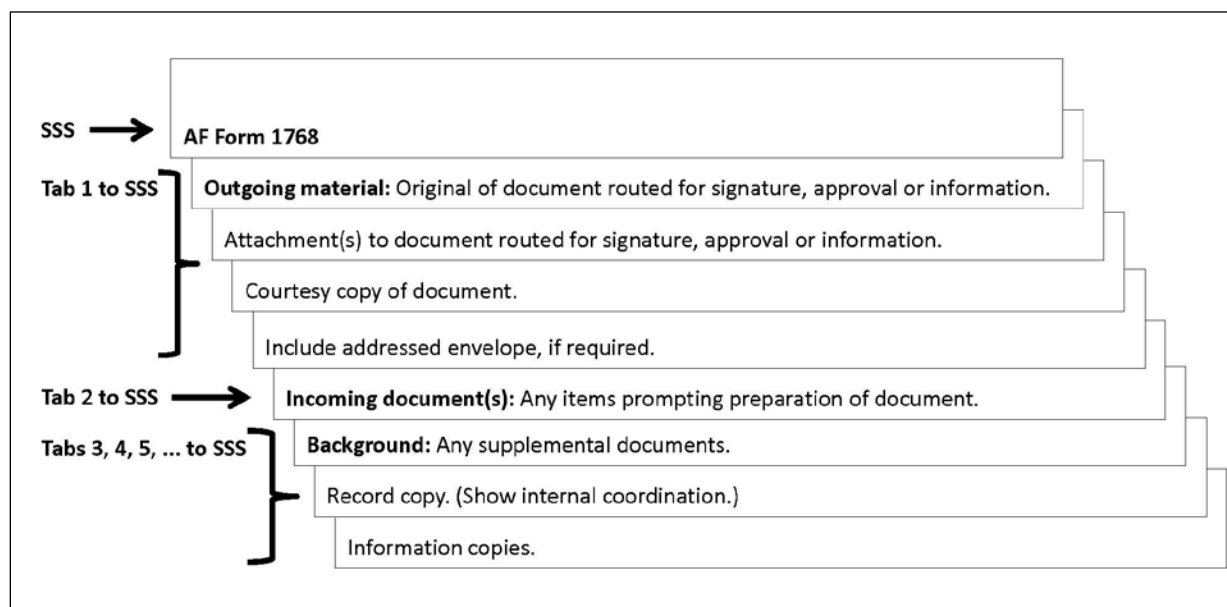 SSS
AF Form 1768
Tab 1 to SSS
Outgoing material: Original of document routed for signature, approval or information.
Attachment(s) to document routed for signature, approval or information.
Courtesy copy of document.
Include addressed envelope, if required.
Tab 2 to SSS
Incoming document(s): Any items prompting preparation of document.
Tabs 3, 4, 5, ... to SSS
Background: Any supplemental documents.
Record copy. (Show internal coordination.)
Information copies.